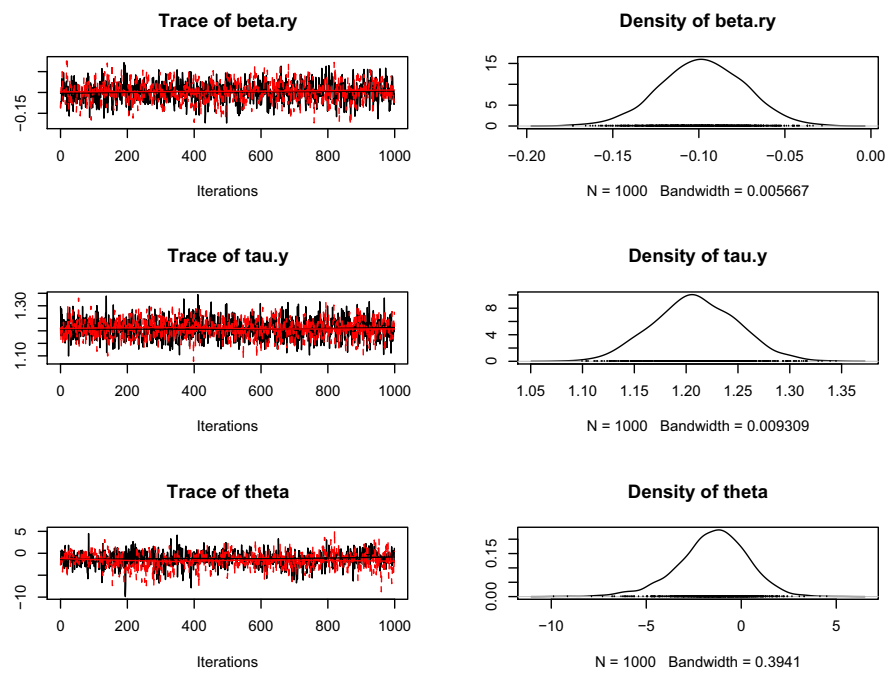 Trace of beta.ry
−0.15
0 200 400 600 800 1000
Iterations
Density of beta.ry
0 5 15
−0.20 −0.15 −0.10 −0.05 0.00
N = 1000 Bandwidth = 0.005667
Trace of tau.y
1.10 1.30
0 200 400 600 800 1000
Iterations
Density of tau.y
0 4 8
1.05 1.10 1.15 1.20 1.25 1.30 1.35
N = 1000 Bandwidth = 0.009309
Trace of theta
−10 0 5
0 200 400 600 800 1000
Iterations
Density of theta
0.00 0.15
−10 −5 0 5
N = 1000 Bandwidth = 0.3941